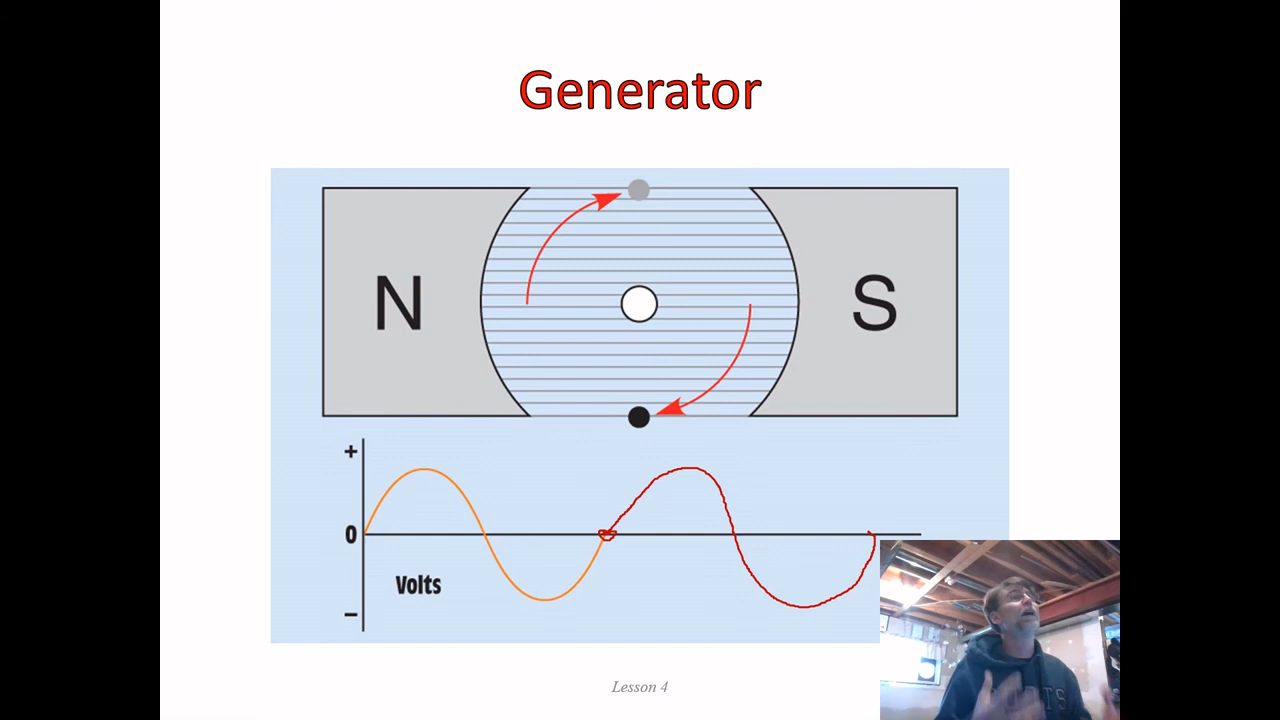 Generator
N
S
+
0
Volts
–
Lesson 4